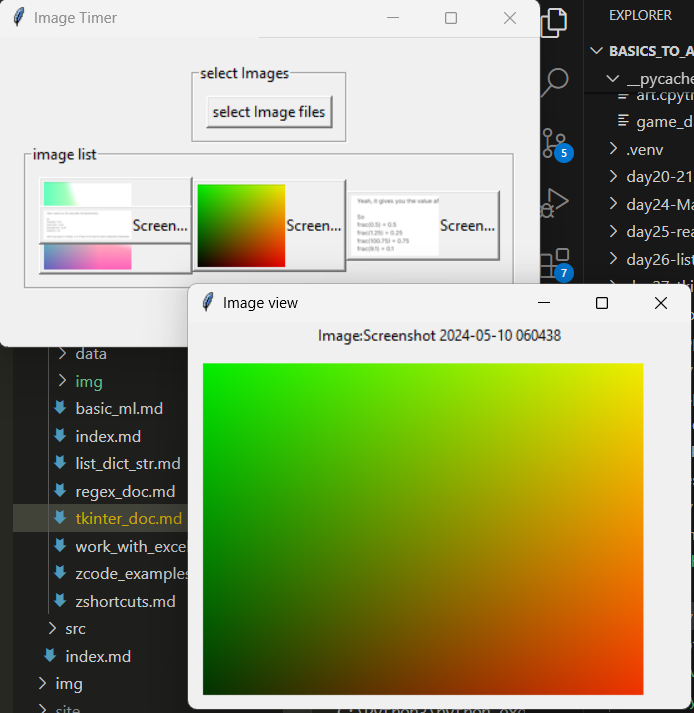 Image Timer
select Images
select Image files
image list
Screen...
Screen...
Screen...
Yeah, it gives you the value af
So
frac(0.5) = 0.5
frac(1.25) = 0.25
frac(100.75) = 0.75
frac(9.1) = 0.1
Image view
Image:Screenshot 2024-05-10 060438
EXPLORER
BASICS_TO_A
__pycach
art.cpyth
game_d
.venv
day20-21
day24-Ma
day25-rea
day26-list
5
7
data
img
basic_ml.md
index.md
list_dict_str.md
regex_doc.md
tkinter_doc.md
work_with_exce
zcode_examples
zshortcuts.md
src
index.md
img
site